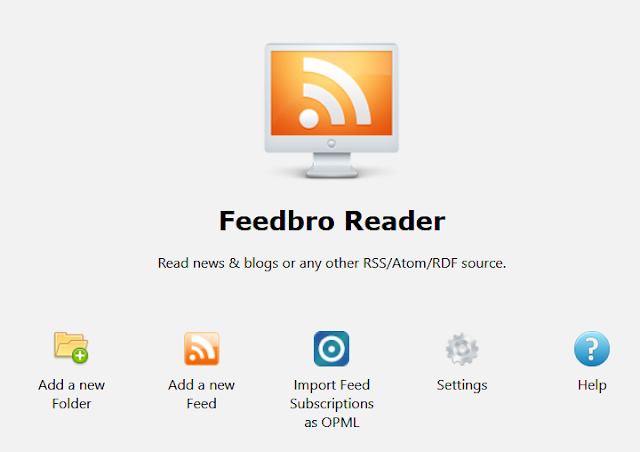 Feedbro Reader
Read news & blogs or any other RSS/Atom/RDF source.
Add a new
Folder
Add a new
Feed
Import Feed
Subscriptions
as OPML
Settings
?
Help